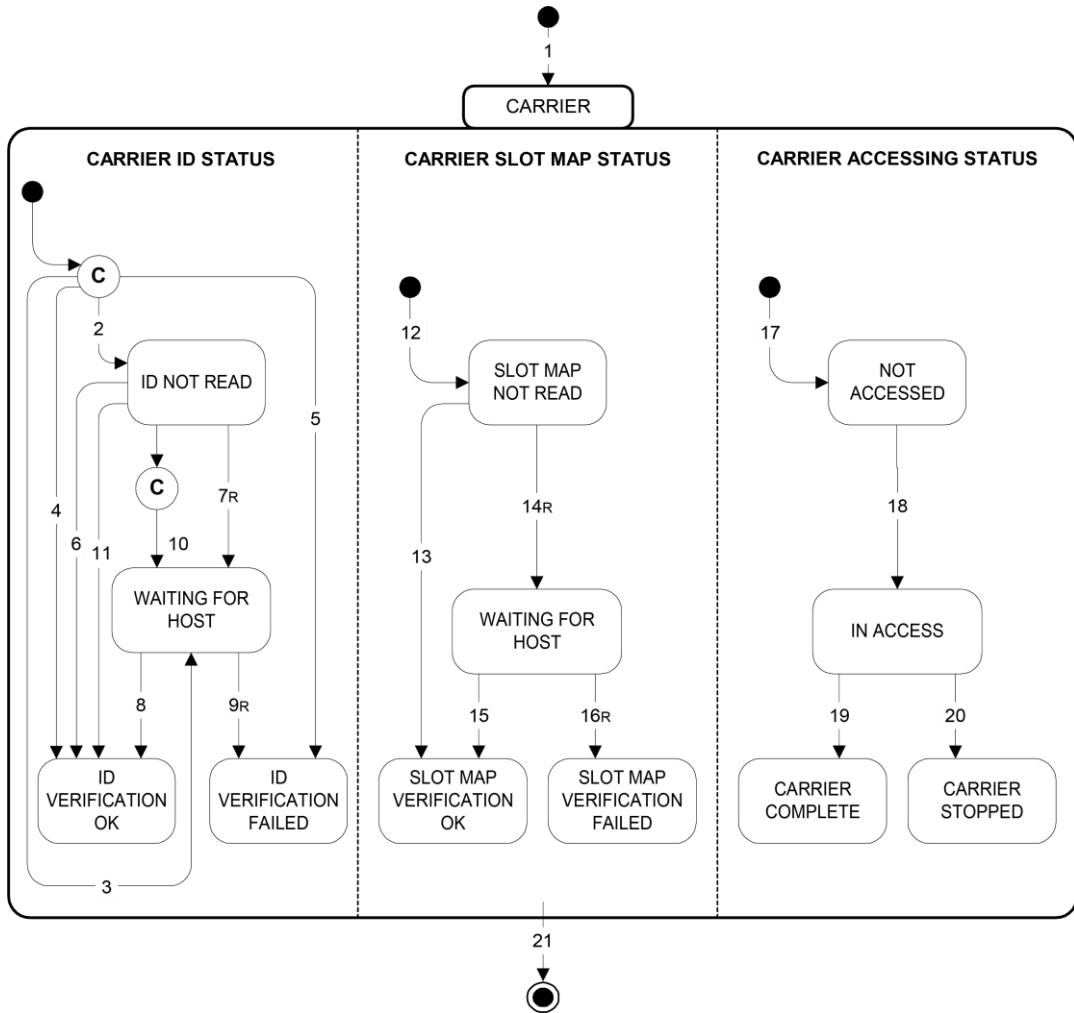 1
CARRIER
CARRIER ID STATUS
C
2
ID NOT READ
5
C
4
7R
6
11
10
WAITING FOR
HOST
8
9R
ID
VERIFICATION
OK
ID
VERIFICATION
FAILED
3
CARRIER SLOT MAP STATUS
12
SLOT MAP
NOT READ
14R
13
WAITING FOR
HOST
15
16R
SLOT MAP
VERIFICATION
OK
SLOT MAP
VERIFICATION
FAILED
CARRIER ACCESSING STATUS
17
NOT
ACCESSED
18
IN ACCESS
19
20
CARRIER
COMPLETE
CARRIER
STOPPED
21